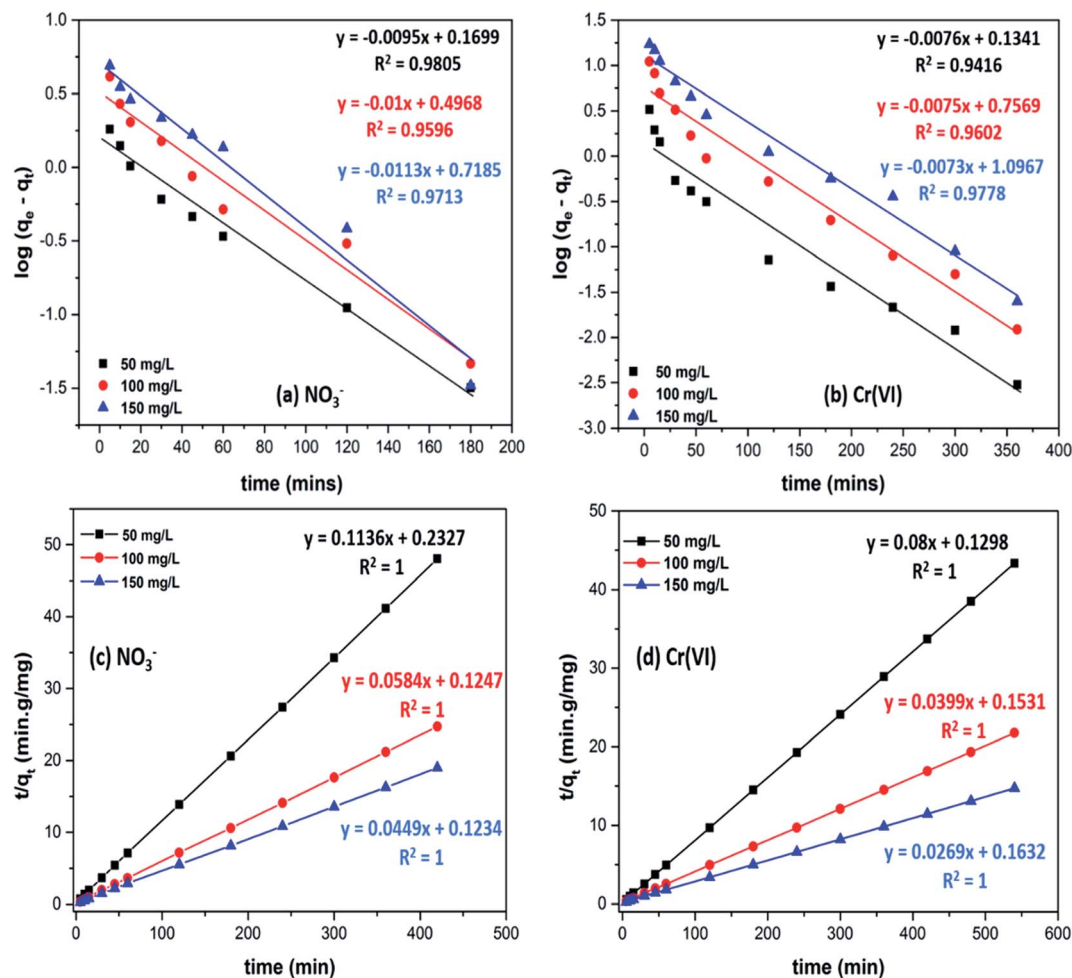 1.0
0.5
0.0
-0.5
-1.0
-1.5
log (qₑ - qₜ)
y = -0.0095x + 0.1699
R² = 0.9805
y = -0.01x + 0.4968
R² = 0.9596
y = -0.0113x + 0.7185
R² = 0.9713
50 mg/L
100 mg/L
150 mg/L
(a) NO₃⁻
0 20 40 60 80 100 120 140 160 180 200
time (mins)
1.5
1.0
0.5
0.0
-0.5
-1.0
-1.5
-2.0
-2.5
-3.0
log (qₑ - qₜ)
y = -0.0076x + 0.1341
R² = 0.9416
y = -0.0075x + 0.7569
R² = 0.9602
y = -0.0073x + 1.0967
R² = 0.9778
50 mg/L
100 mg/L
150 mg/L
(b) Cr(VI)
0 50 100 150 200 250 300 350 400
time (mins)
50
40
30
20
10
0
t/qₜ (min.g/mg)
50 mg/L
100 mg/L
150 mg/L
y = 0.1136x + 0.2327
R² = 1
(c) NO₃⁻
y = 0.0584x + 0.1247
R² = 1
y = 0.0449x + 0.1234
R² = 1
0 100 200 300 400 500
time (min)
50
40
30
20
10
0
t/qₜ (min.g/mg)
50 mg/L
100 mg/L
150 mg/L
y = 0.08x + 0.1298
R² = 1
(d) Cr(VI)
y = 0.0399x + 0.1531
R² = 1
y = 0.0269x + 0.1632
R² = 1
0 100 200 300 400 500 600
time (min)